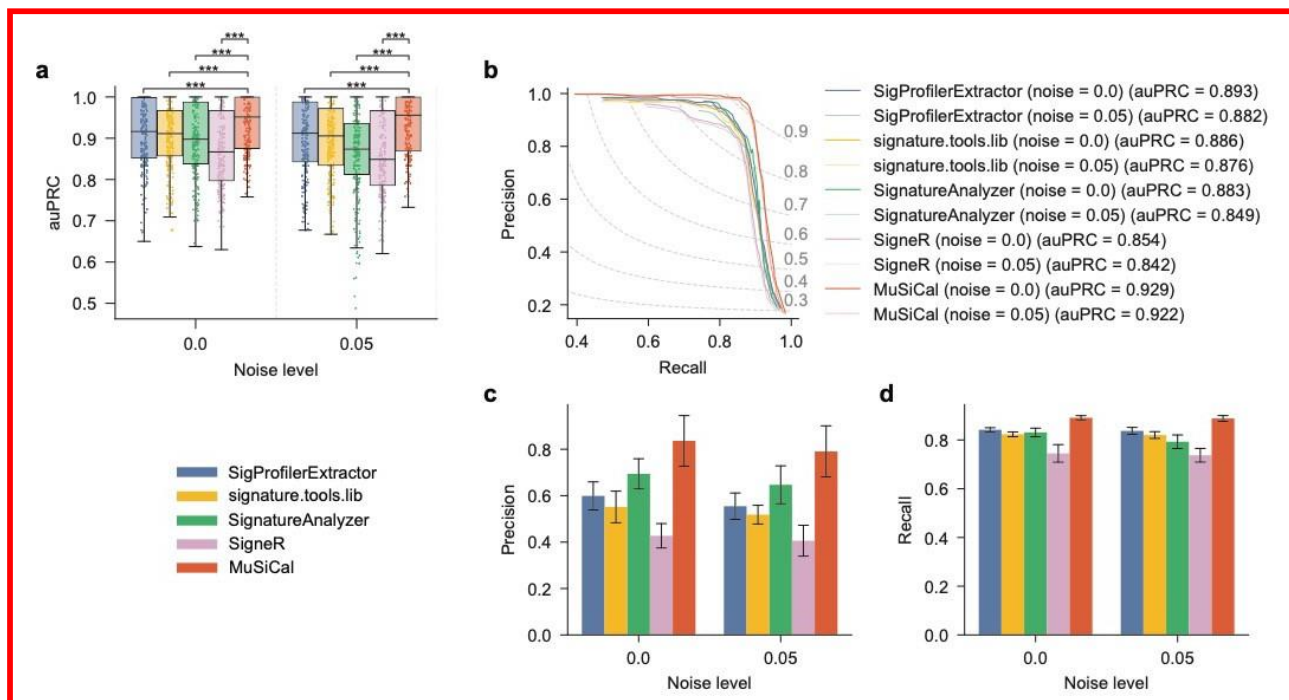 a
***
***
***
***
***
***
***
***
1.0
0.9
0.8
0.7
0.6
0.5
auPRC
0.0
0.05
Noise level
b
1.0
0.8
0.6
0.4
0.2
Precision
0.9
0.8
0.7
0.6
0.5
0.4
0.3
0.4
0.6
0.8
1.0
Recall
SigProfilerExtractor (noise = 0.0) (auPRC = 0.893)
SigProfilerExtractor (noise = 0.05) (auPRC = 0.882)
signature.tools.lib (noise = 0.0) (auPRC = 0.886)
signature.tools.lib (noise = 0.05) (auPRC = 0.876)
SignatureAnalyzer (noise = 0.0) (auPRC = 0.883)
SignatureAnalyzer (noise = 0.05) (auPRC = 0.849)
SigneR (noise = 0.0) (auPRC = 0.854)
SigneR (noise = 0.05) (auPRC = 0.842)
MuSiCal (noise = 0.0) (auPRC = 0.929)
MuSiCal (noise = 0.05) (auPRC = 0.922)
SigProfilerExtractor
signature.tools.lib
SignatureAnalyzer
SigneR
MuSiCal
c
0.8
0.6
0.4
0.2
0.0
Precision
0.0
0.05
Noise level
d
0.8
0.6
0.4
0.2
0.0
Recall
0.0
0.05
Noise level